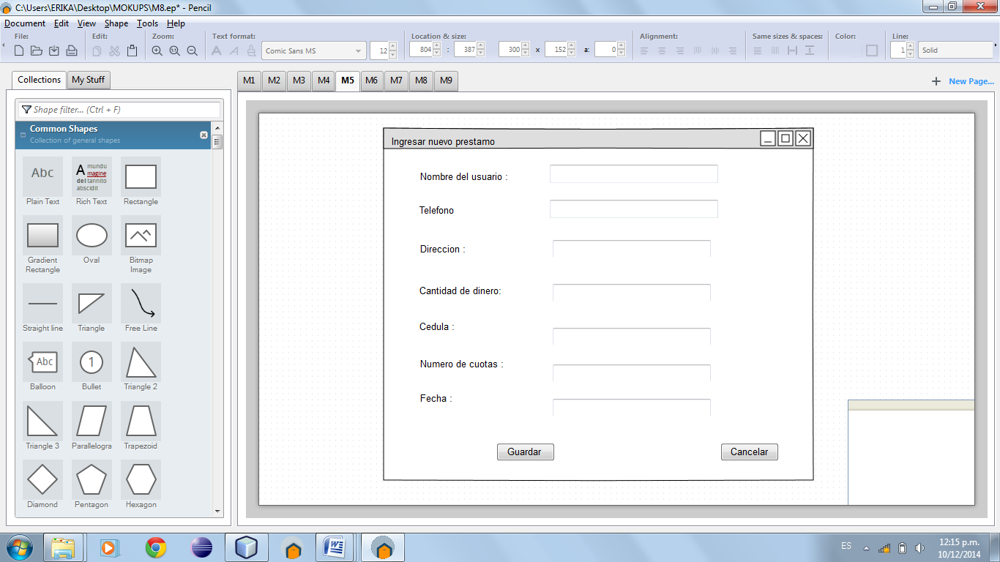 C:\Users\ERIKA\Desktop\MOKUPS\M8.ep* - Pencil
Document Edit View Shape Tools Help
File: Edit: Zoom: Text format: Location & size: Alignment: Same sizes & spaces: Color: Line:
Comic Sans MS 12 804 : 387 300 x 152 a: 0 1 Solid
Collections My Stuff
M1 M2 M3 M4 M5 M6 M7 M8 M9
New Page...
Shape filter... (Ctrl + F)
Common Shapes
Collection of general shapes
Abc
A mundu
magine
del tannito
abscidit
Plain Text Rich Text Rectangle
Gradient Rectangle Oval Bitmap Image
Straight line Triangle Free Line
Abc 1
Balloon Bullet Triangle 2
Triangle 3 Parallelogra Trapezoid
Diamond Pentagon Hexagon
Ingresar nuevo prestamo
Nombre del usuario :
Telefono
Direccion :
Cantidad de dinero:
Cedula :
Numero de cuotas :
Fecha :
Guardar Cancelar
ES
12:15 p.m.
10/12/2014